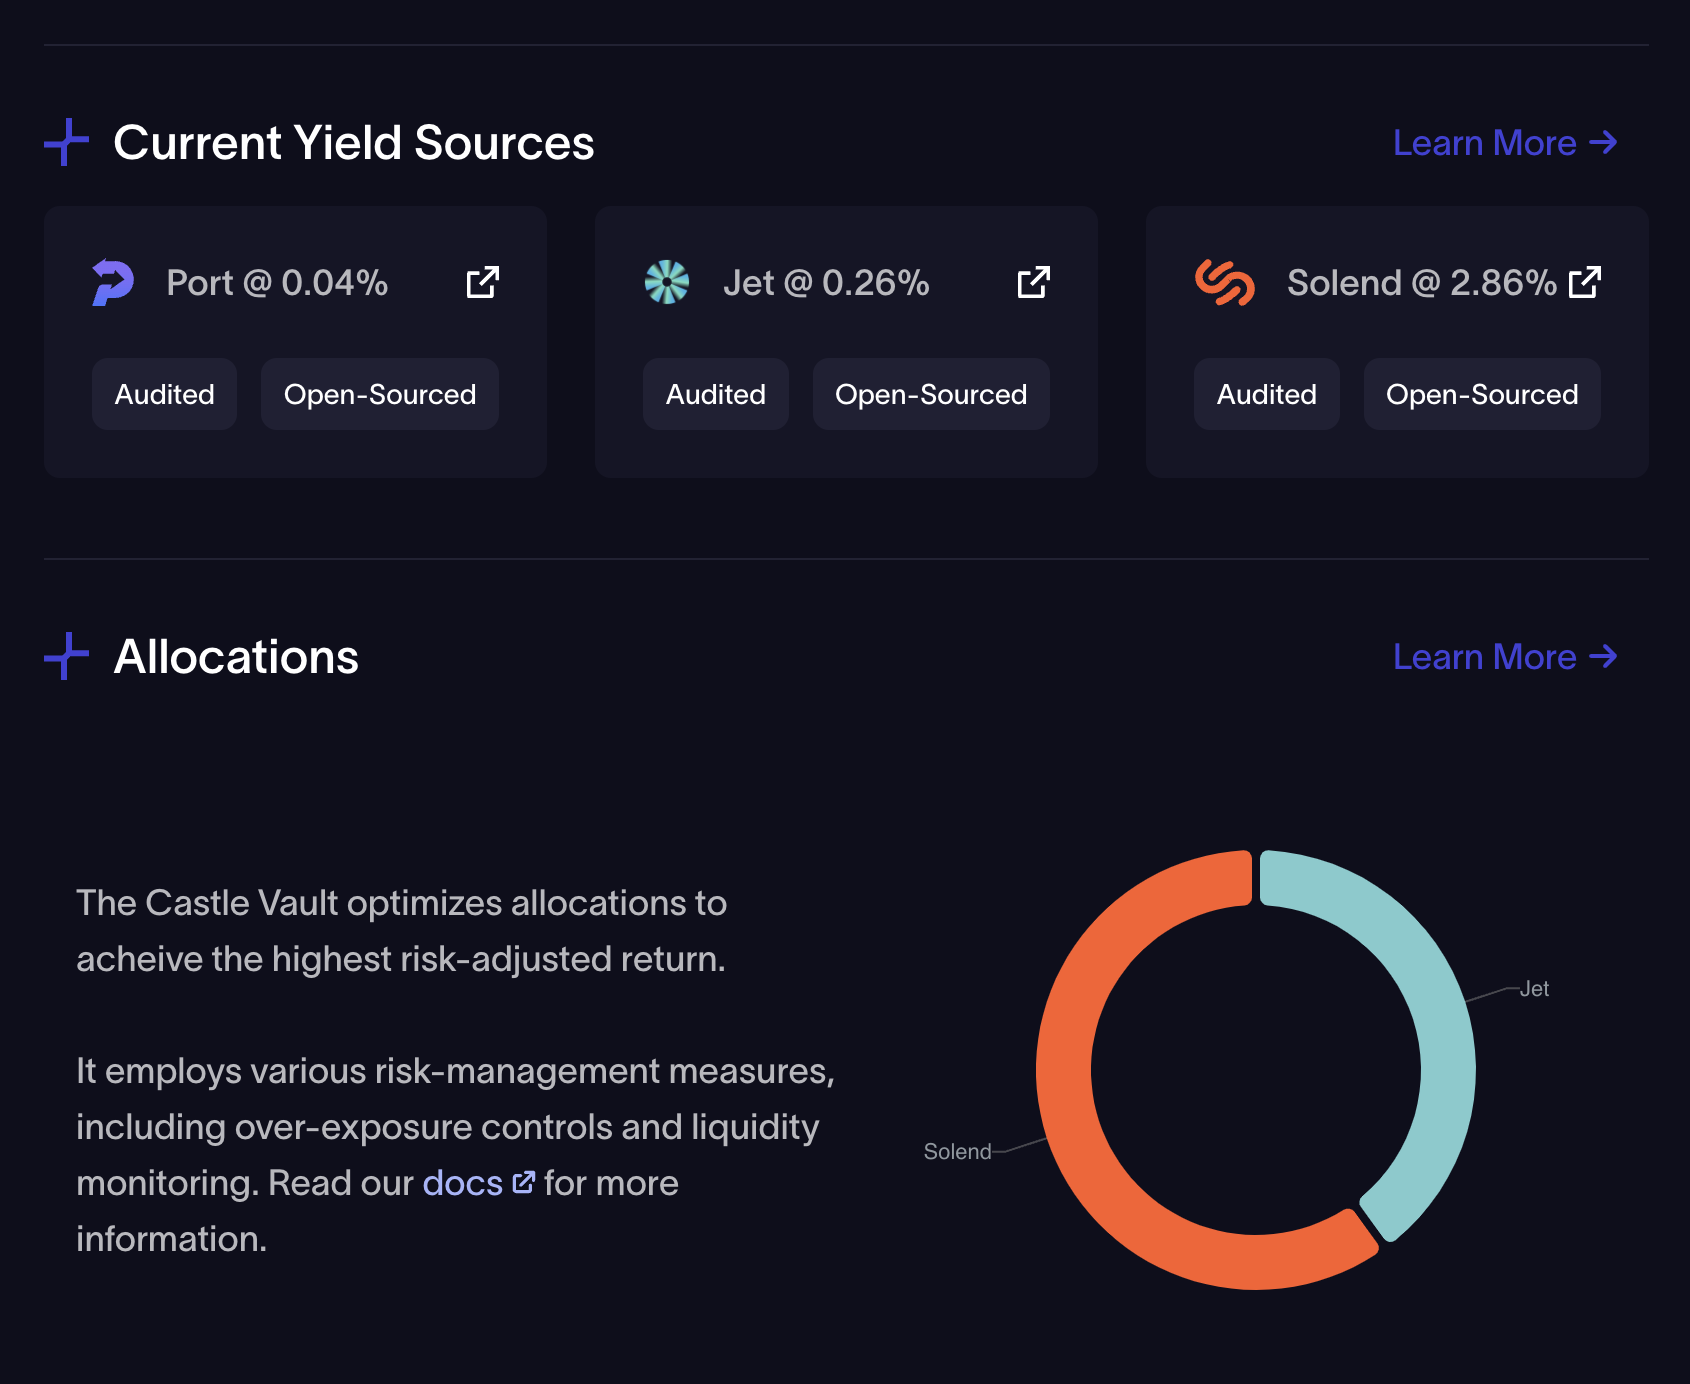 Current Yield Sources
Learn More →
Port @ 0.04%
Jet @ 0.26%
Solend @ 2.86%
Audited
Open-Sourced
Audited
Open-Sourced
Audited
Open-Sourced
Allocations
Learn More →
The Castle Vault optimizes allocations to
acheive the highest risk-adjusted return.
It employs various risk-management measures,
including over-exposure controls and liquidity
monitoring. Read our docs for more
information.
Jet
Solend